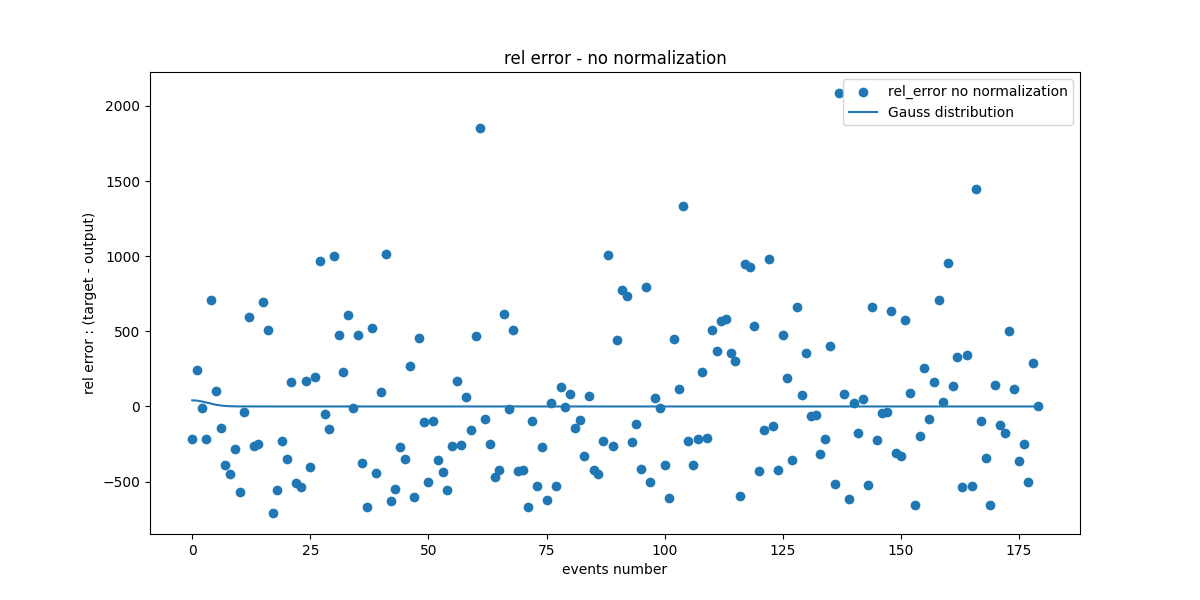 rel error - no normalization
rel_error no normalization
Gauss distribution
rel error : (target - output)
2000
1500
1000
500
0
−500
0 25 50 75 100 125 150 175
events number